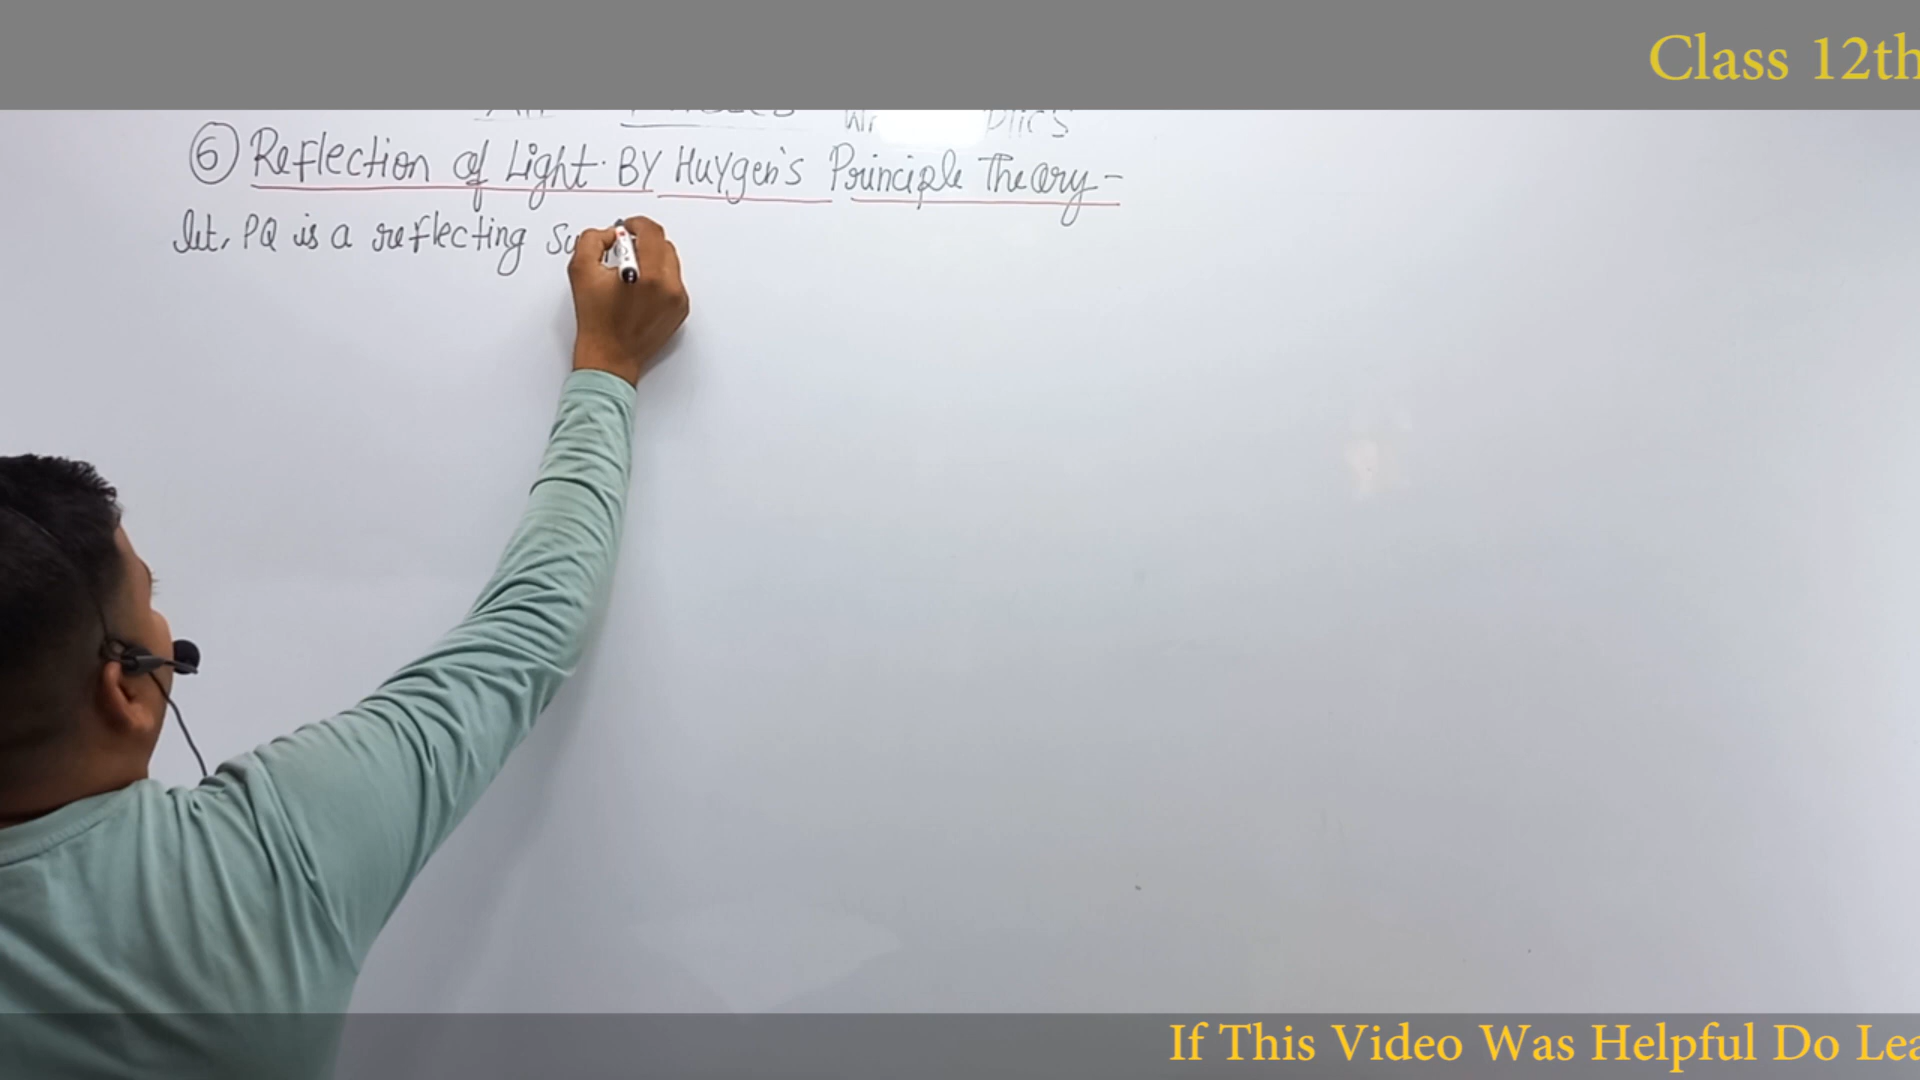 Class 12th
⑥ Reflection of Light. BY Huygen's Principle Theory -
let, PQ is a reflecting
If This Video Was Helpful Do